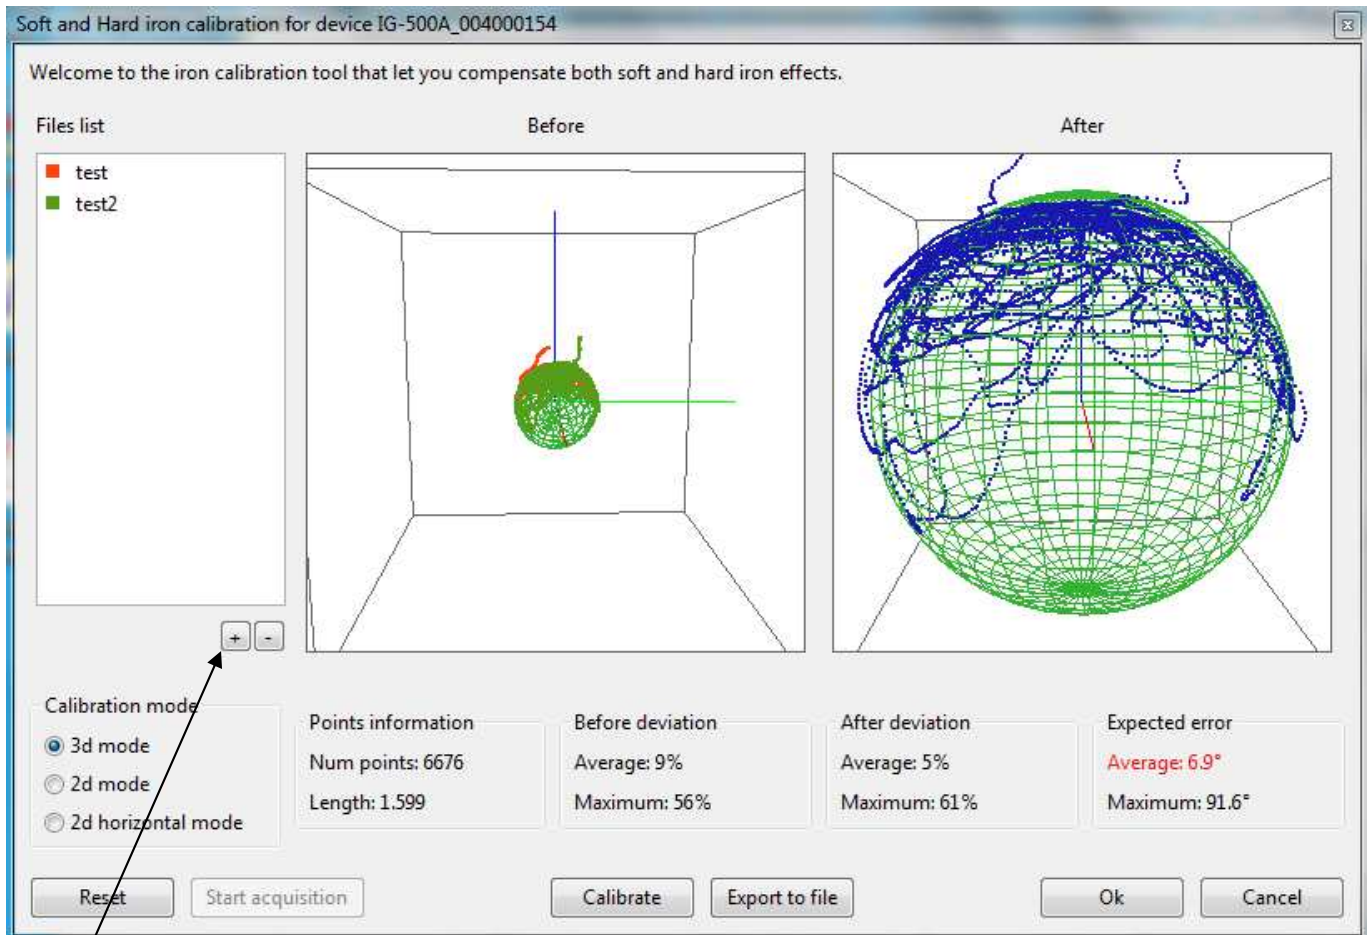 Soft and Hard iron calibration for device IG-500A_004000154
Welcome to the iron calibration tool that let you compensate both soft and hard iron effects.
Files list
Before
After
test
test2
+ -
Calibration mode
3d mode
2d mode
2d horizontal mode
Points information
Num points: 6676
Length: 1.599
Before deviation
Average: 9%
Maximum: 56%
After deviation
Average: 5%
Maximum: 61%
Expected error
Average: 6.9°
Maximum: 91.6°
Reset
Start acquisition
Calibrate
Export to file
Ok
Cancel